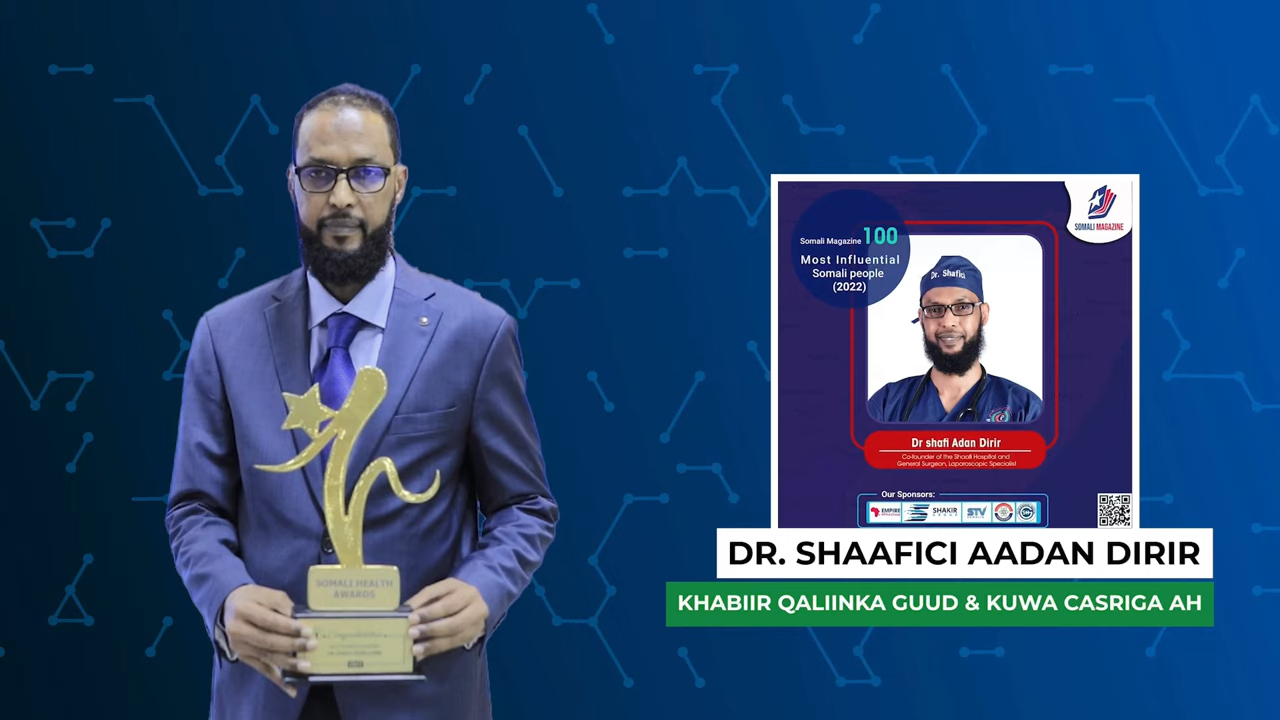 SOMALI HEALTH
AWARDS
Somali Magazine 100
Most Influential
Somali people
(2022)
SOMALI MAGAZINE
Dr. Shafici
Dr shafi Adan Dirir
Co-founder of the Shaafi Hospital and
General Surgeon, Laparoscopic Specialist
Our Sponsors:
EMPIRE
SHAKIR
STV
DR. SHAAFICI AADAN DIRIR
KHABIIR QALIINKA GUUD & KUWA CASRIGA AH